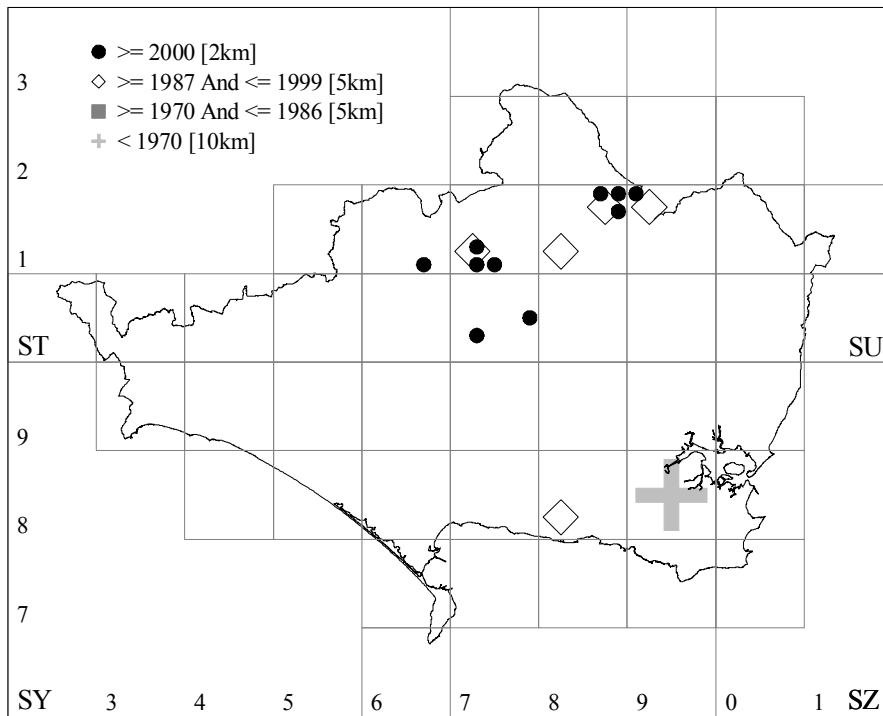 >= 2000 [2km]
>= 1987 And <= 1999 [5km]
>= 1970 And <= 1986 [5km]
< 1970 [10km]
3
2
1
ST SU
9
8
7
SY 3 4 5 6 7 8 9 0 1 SZ